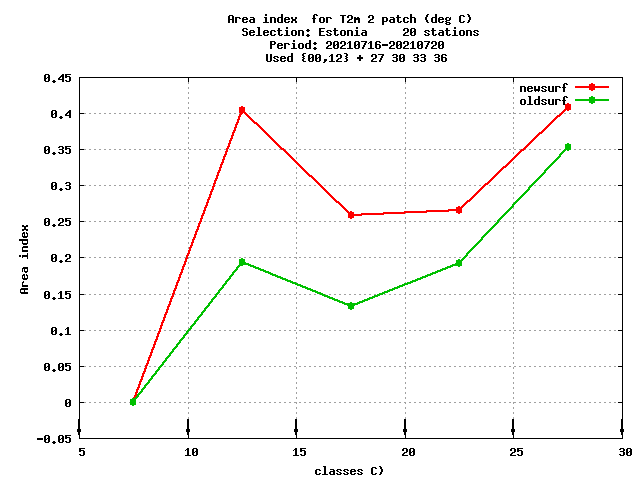 Area index  for T2m 2 patch (deg C)
Selection: Estonia     20 stations
Period: 20210716-20210720
Used {00,12} + 27 30 33 36
0.45
0.4
0.35
0.3
0.25
0.2
0.15
0.1
0.05
0
-0.05
Area index
newsurf
oldsurf
5 10 15 20 25 30
classes C)